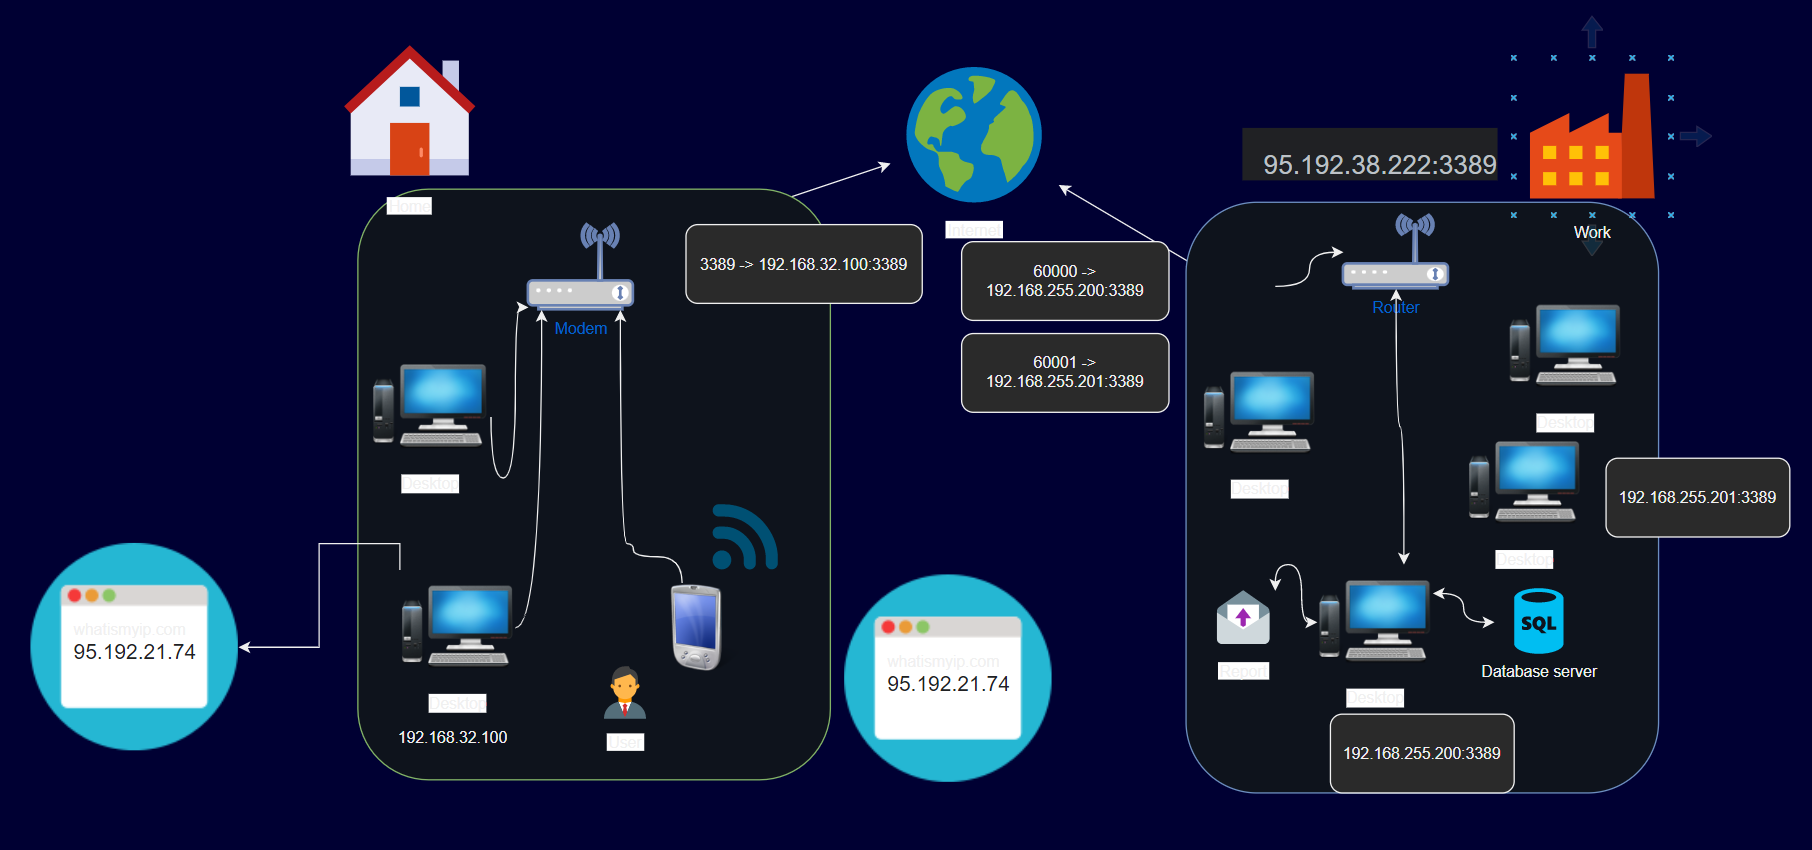 95.192.38.222:3389
Home
Internet
Work
3389 -> 192.168.32.100:3389
60000 ->
192.168.255.200:3389
60001 ->
192.168.255.201:3389
Modem
Router
Desktop
Desktop
Desktop
192.168.255.201:3389
Desktop
whatismyip.com
95.192.21.74
whatismyip.com
95.192.21.74
SQL
Report
Database server
Desktop
Desktop
192.168.32.100
User
192.168.255.200:3389